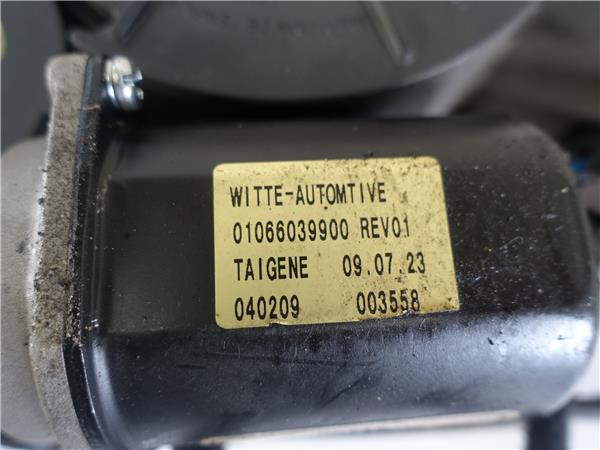 WITTE-AUTOMTIVE
01066039900 REV01
TAIGENE 09.07.23
040209 003558